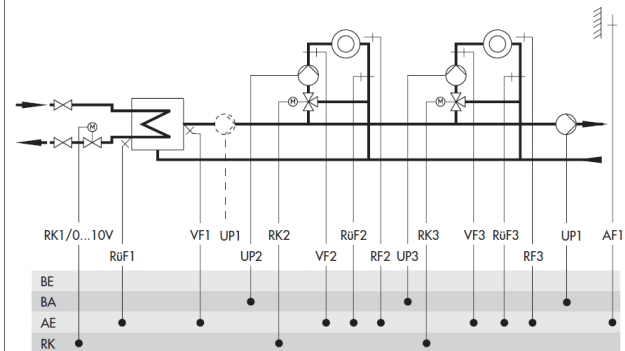 M
M
M
RK1/0...10V
VF1
UP1
RK2
RüF2
RK3
VF3
RüF3
UP1
AF1
RüF1
UP2
VF2
RF2
UP3
RF3
BE
BA
AE
RK